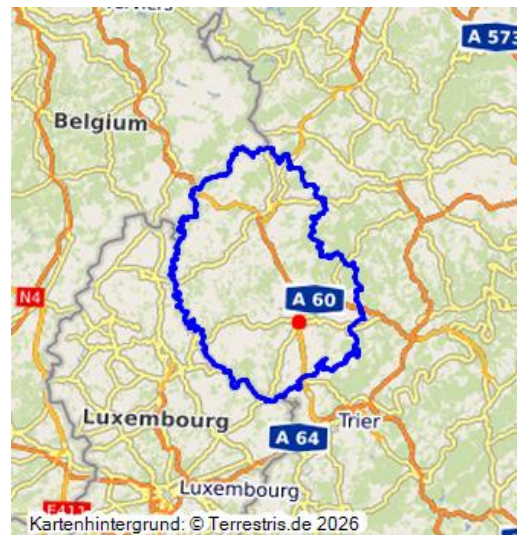 A 573
Belgium
N4
A 60
Luxembourg
Trier
A 64
Luxembourg
E411
Kartenhintergrund: © Terrestris.de 2026